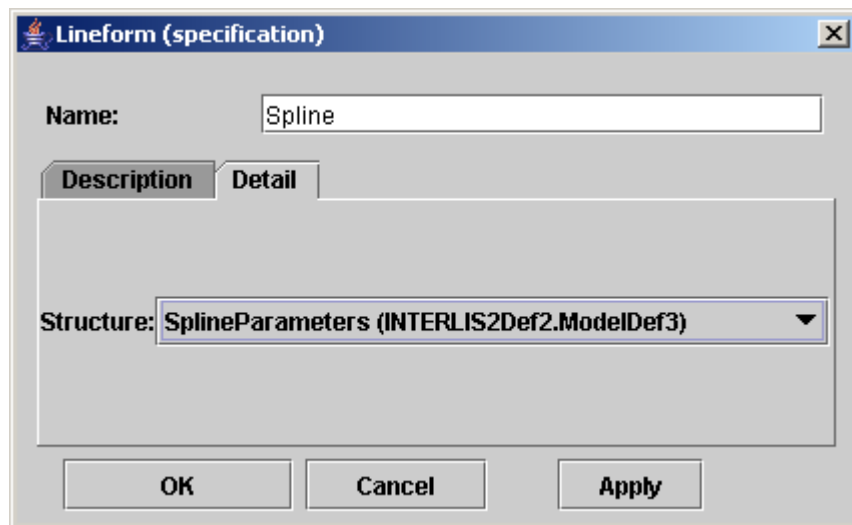 Lineform (specification)
Name: Spline
Description Detail
Structure: SplineParameters (INTERLIS2Def2.ModelDef3)
OK Cancel Apply